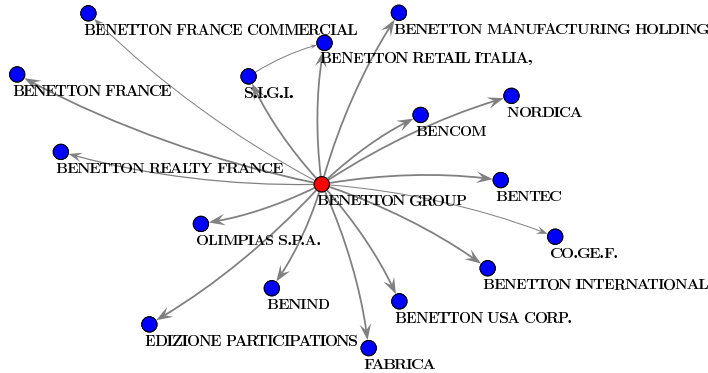 BENETTON FRANCE COMMERCIAL
BENETTON MANUFACTURING HOLDING
BENETTON RETAIL ITALIA,
BENETTON FRANCE
S.I.G.I.
NORDICA
BENCOM
BENETTON REALTY FRANCE
BENTEC
BENETTON GROUP
OLIMPIAS S.P.A.
CO.GE.F.
BENETTON INTERNATIONAL
BENIND
BENETTON USA CORP.
EDIZIONE PARTICIPATIONS
FABRICA